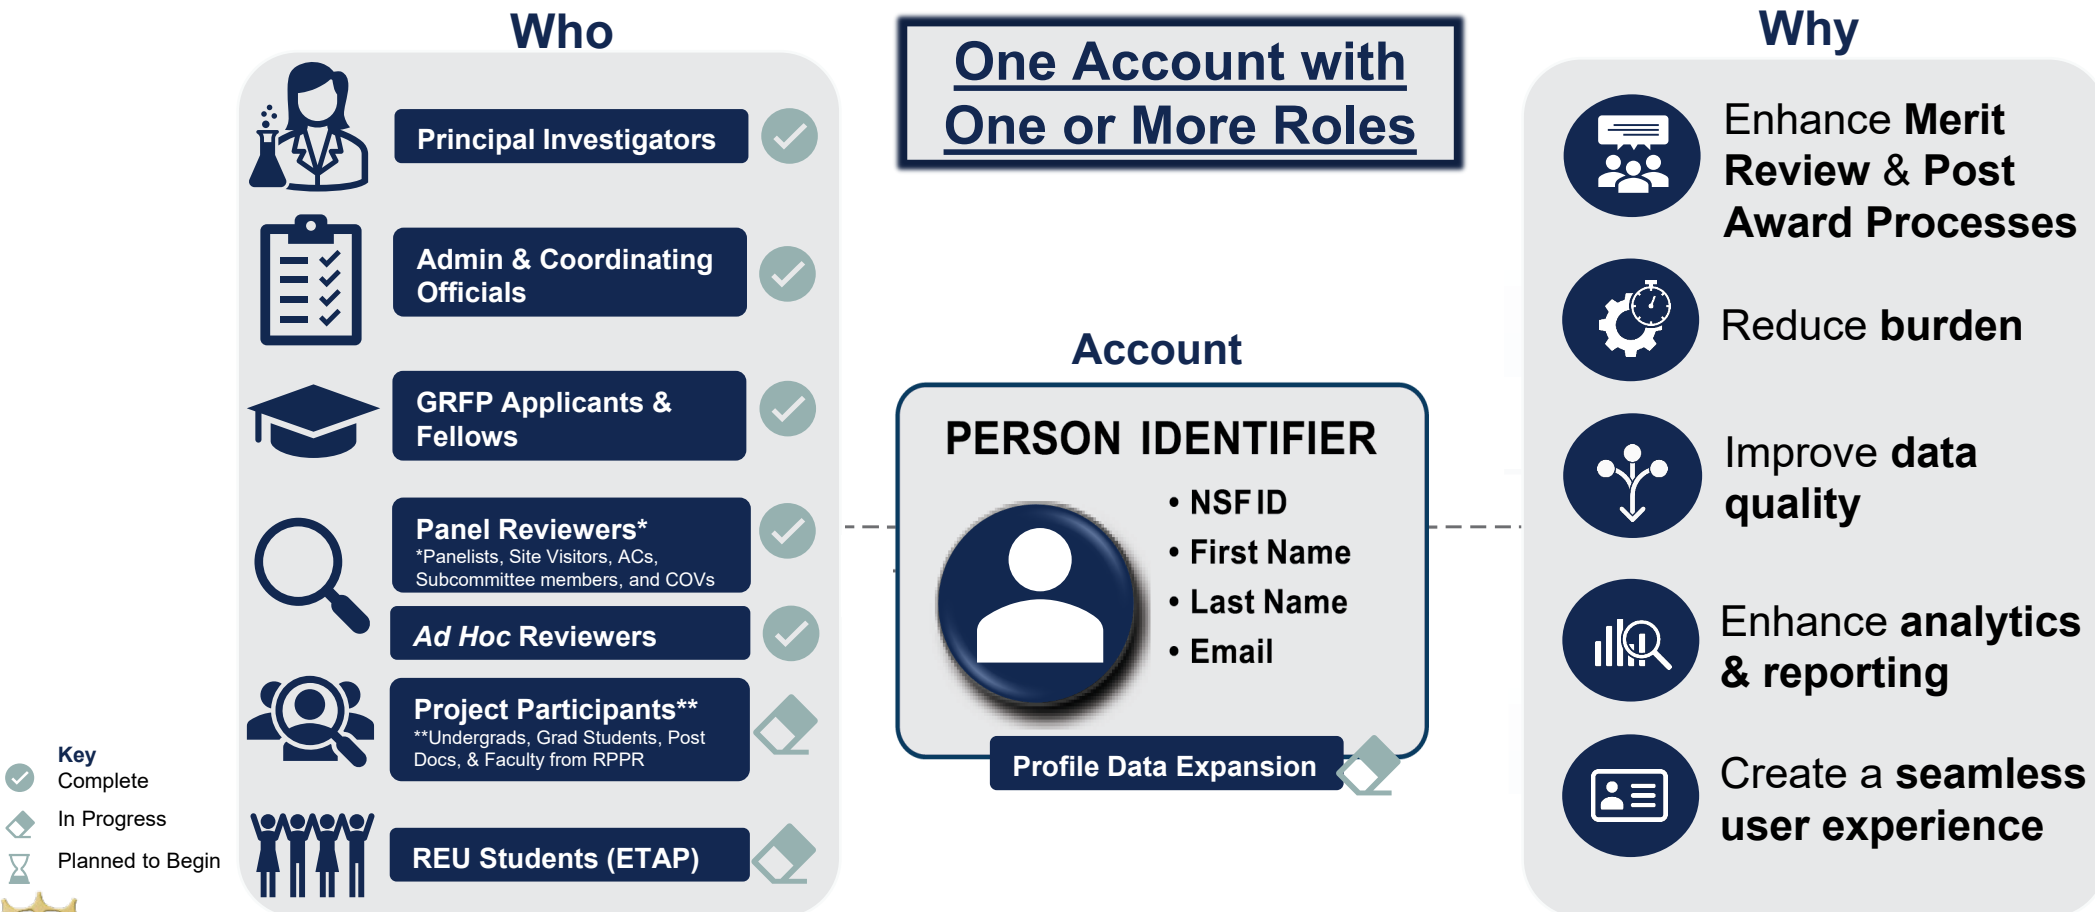 Who
Principal Investigators
Admin & Coordinating
Officials
GRFP Applicants &
Fellows
Panel Reviewers*
*Panelists, Site Visitors, ACs,
Subcommittee members, and COVs
Ad Hoc Reviewers
Project Participants**
**Undergrads, Grad Students, Post
Docs, & Faculty from RPPR
REU Students (ETAP)
Key
Complete
In Progress
Planned to Begin
One Account with
One or More Roles
Account
PERSON IDENTIFIER
• NSF ID
• First Name
• Last Name
• Email
Profile Data Expansion
Why
Enhance Merit
Review & Post
Award Processes
Reduce burden
Improve data
quality
Enhance analytics
& reporting
Create a seamless
user experience